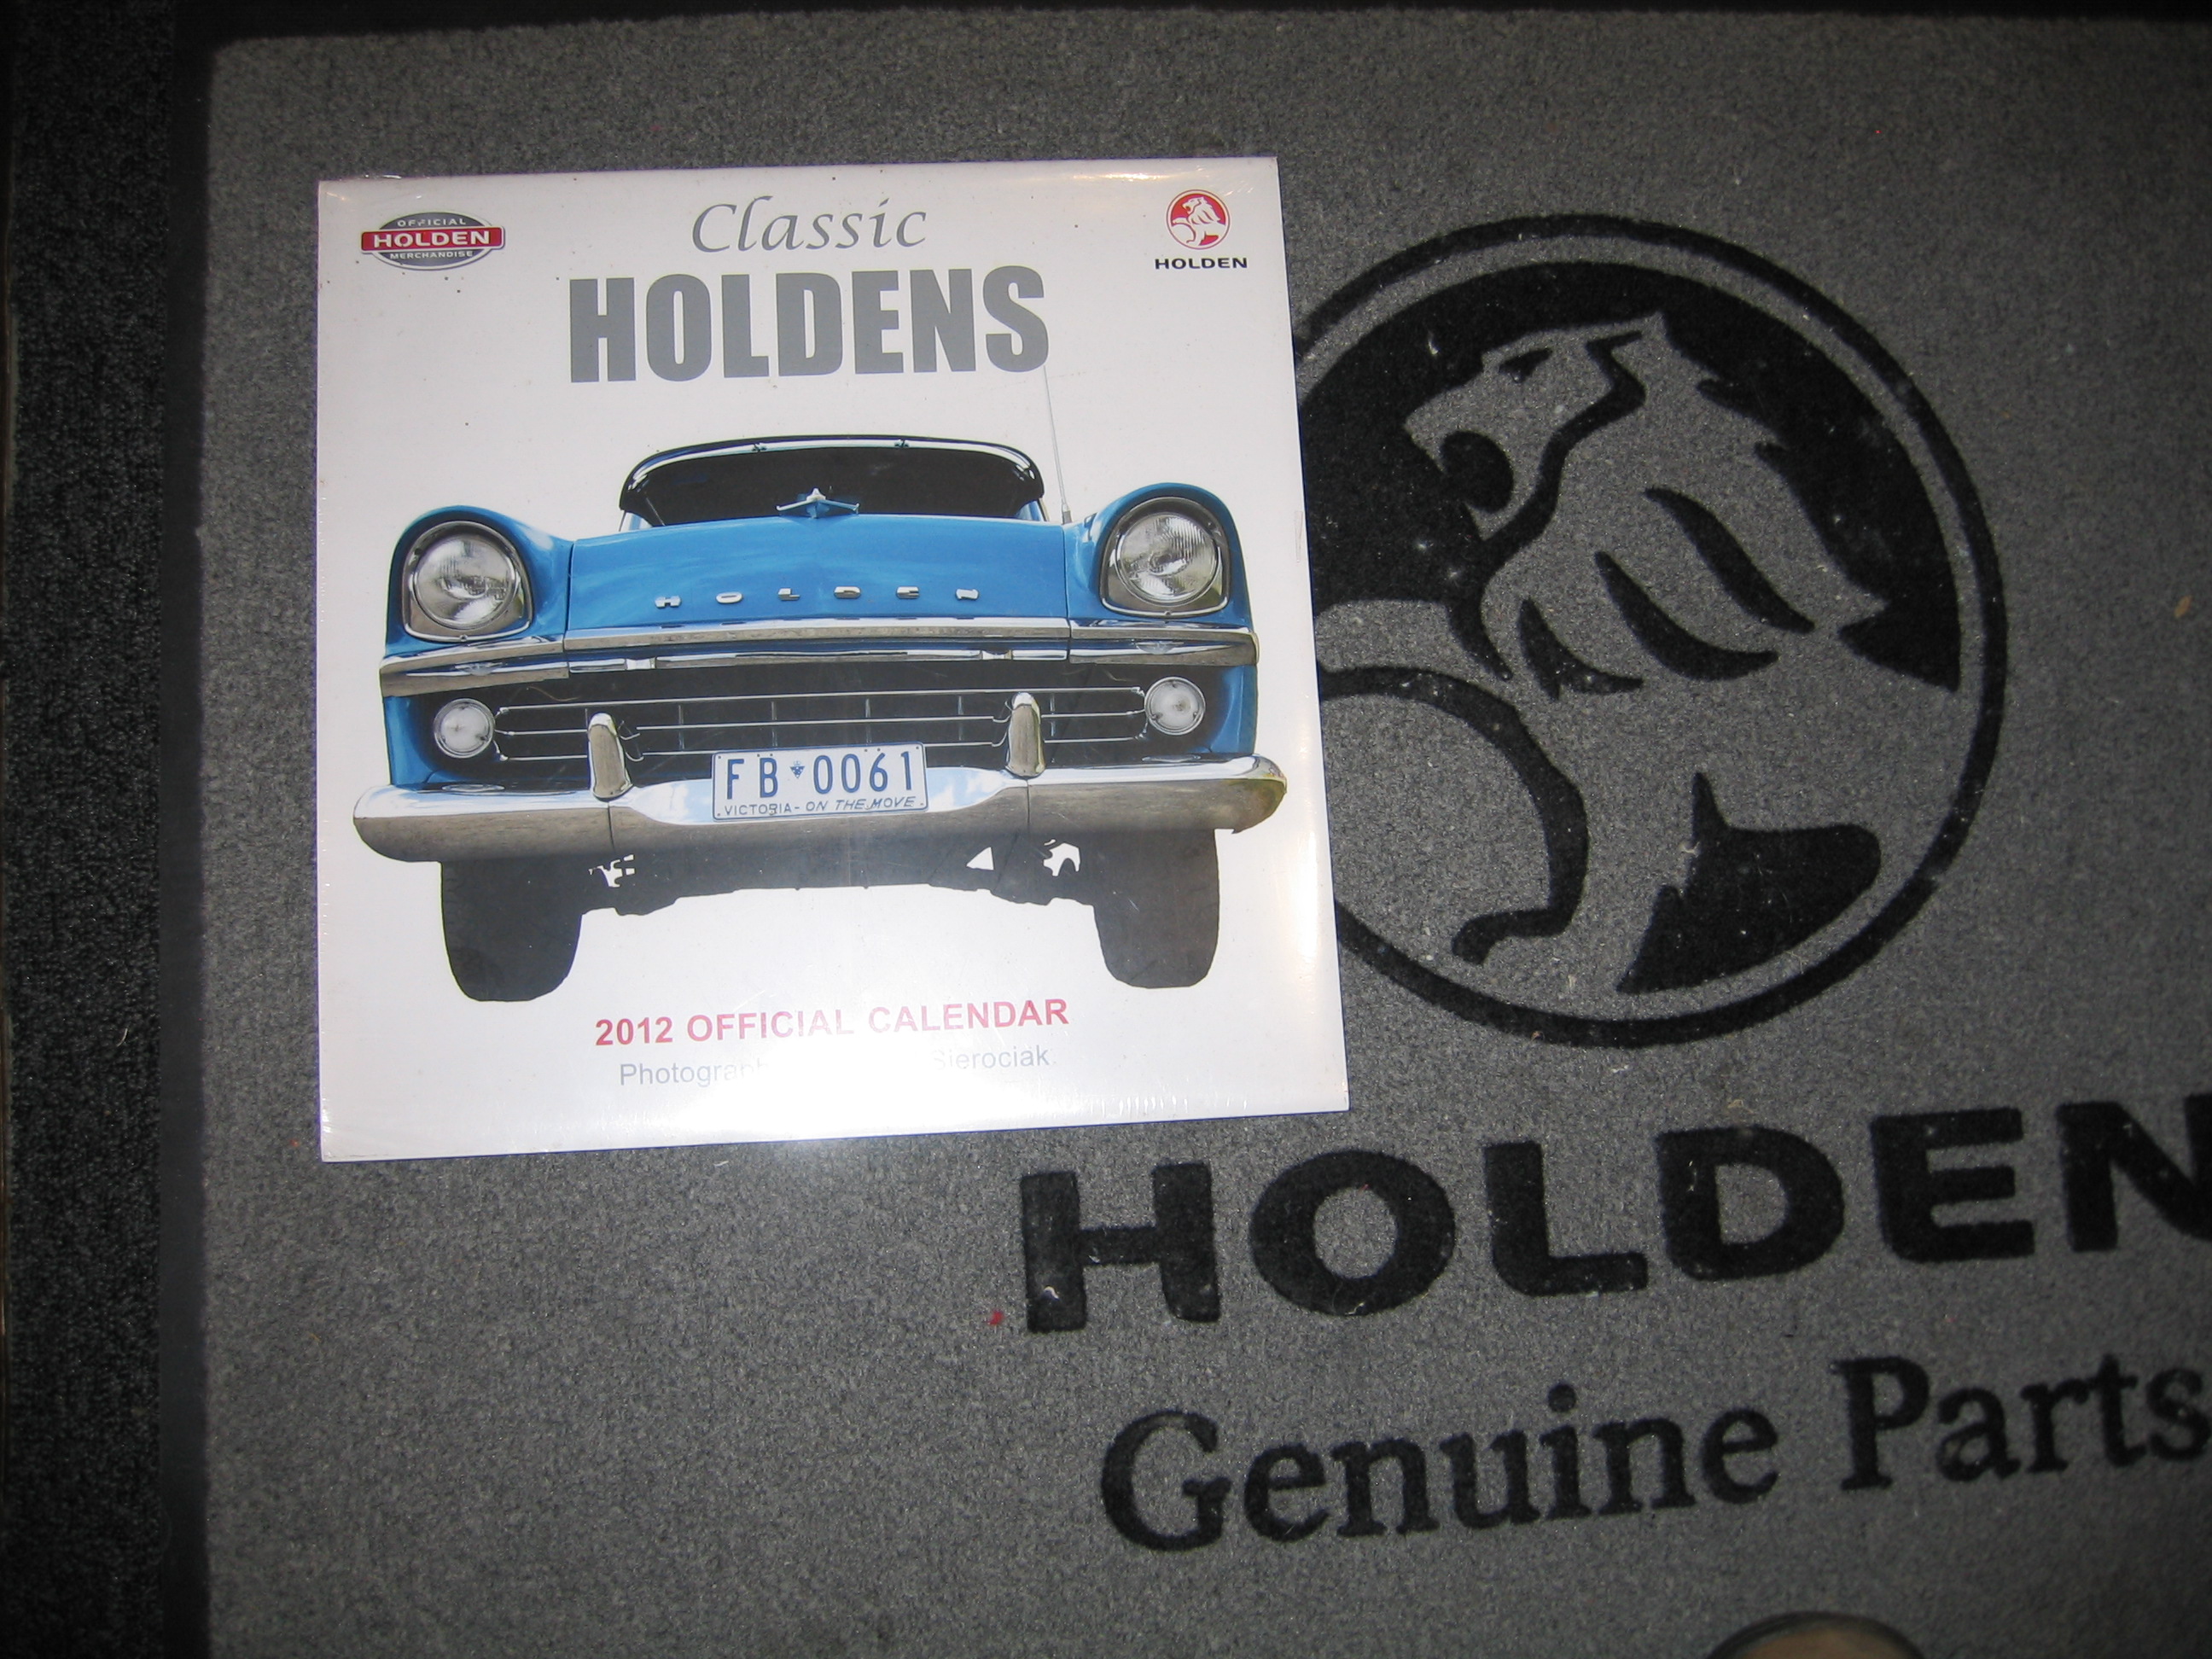 OFFICIAL
HOLDEN
MERCHANDISE
Classic
HOLDENS
HOLDEN
HOLDEN
FB 0061
VICTORIA - ON THE MOVE
2012 OFFICIAL CALENDAR
Sierociak
HOLDEN
Genuine Parts